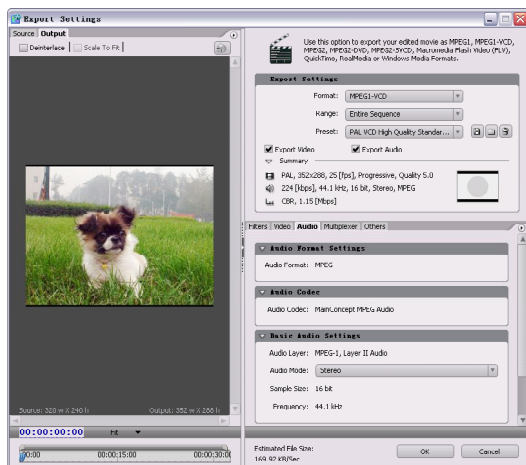 Export Settings
Source Output
Deinterlace Scale To Fit
Use this option to export your edited movie as MPEG1, MPEG1-VCD,
MPEG2, MPEG2-DVD, MPEG2-SVCD, Macromedia Flash Video (FLV),
QuickTime, RealMedia or Windows Media Formats.
Export Settings
Format: MPEG1-VCD
Range: Entire Sequence
Preset: PAL VCD High Quality Standar...
Export Video Export Audio
Summary
PAL, 352x288, 25 [fps], Progressive, Quality 5.0
224 [kbps], 44.1 kHz, 16 bit, Stereo, MPEG
CBR, 1.15 [Mbps]
Filters Video Audio Multiplexer Others
Audio Format Settings
Audio Format: MPEG
Audio Codec
Audio Codec: MainConcept MPEG Audio
Basic Audio Settings
Audio Layer: MPEG-1, Layer II Audio
Audio Mode: Stereo
Sample Size: 16 bit
Frequency: 44.1 kHz
Source: 320 w X 240 h Output: 352 w X 288 h
00:00:00:00 Fit
00:00 00:00:15:00 00:00:30:0
Estimated File Size:
169.92 KB/Sec
OK Cancel